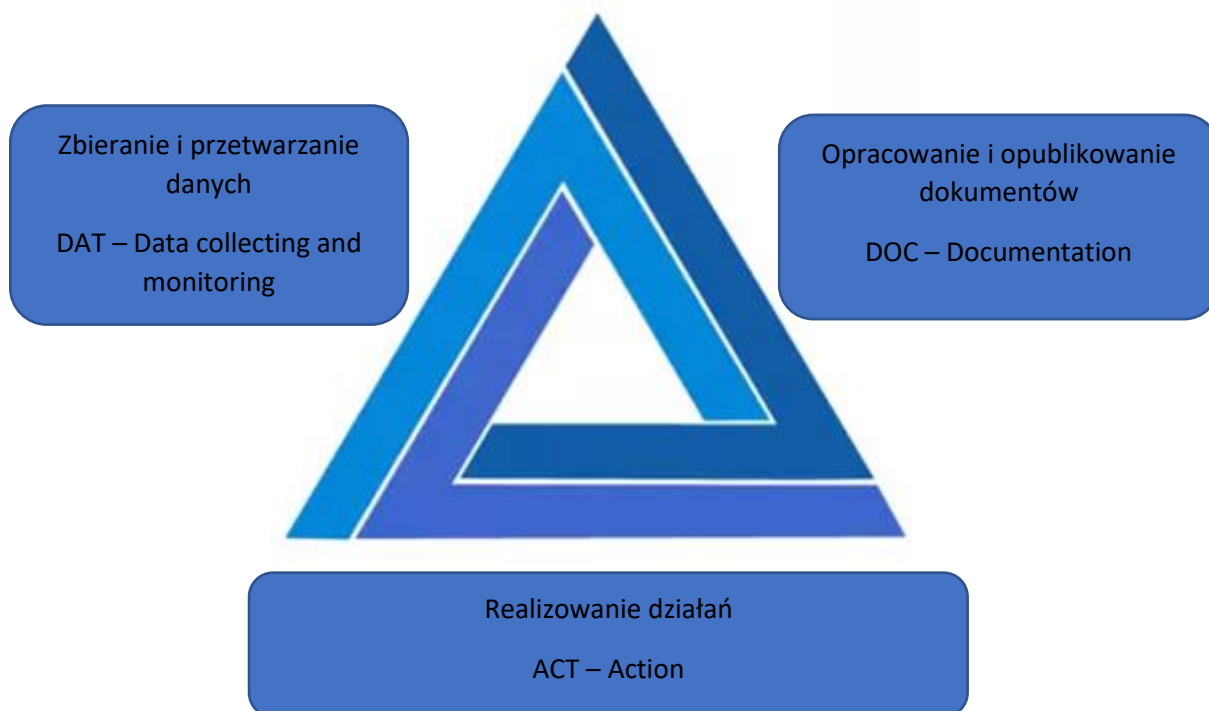 Zbieranie i przetwarzanie
danych
DAT – Data collecting and
monitoring
Opracowanie i opublikowanie
dokumentów
DOC – Documentation
Realizowanie działań
ACT – Action